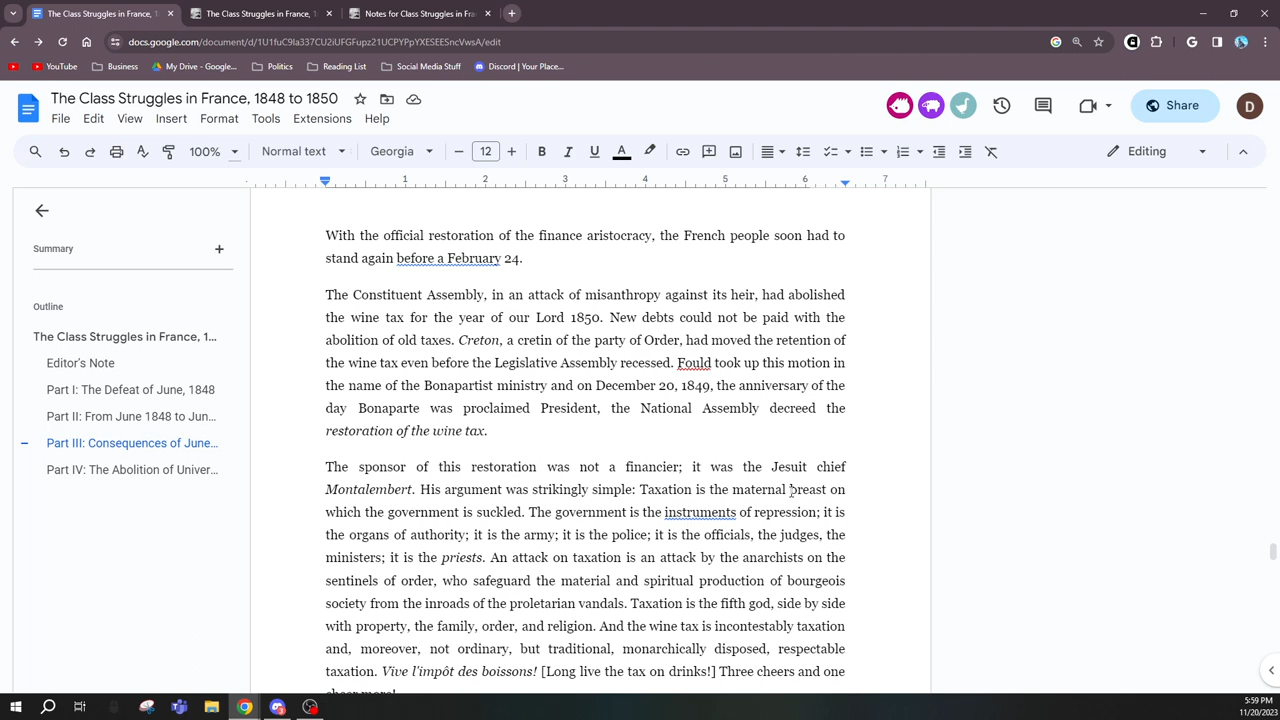 The Class Struggles in France, 1
The Class Struggles in France, 1
Notes for Class Struggles in Fra
docs.google.com/document/d/1U1fuC9la337CU2iUFGFupz21UCPYPpYXESEESncVwsA/edit
YouTube
Business
My Drive - Google...
Politics
Reading List
Social Media Stuff
Discord | Your Place...
The Class Struggles in France, 1848 to 1850
Share
D
File Edit View Insert Format Tools Extensions Help
100% Normal text Georgia 12 Editing
1 2 3 4 5 6 7
Summary
Outline
The Class Struggles in France, 1...
Editor's Note
Part I: The Defeat of June, 1848
Part II: From June 1848 to Jun...
Part III: Consequences of June...
Part IV: The Abolition of Univer...
With the official restoration of the finance aristocracy, the French people soon had to
stand again before a February 24.
The Constituent Assembly, in an attack of misanthropy against its heir, had abolished
the wine tax for the year of our Lord 1850. New debts could not be paid with the
abolition of old taxes. Creton, a cretin of the party of Order, had moved the retention of
the wine tax even before the Legislative Assembly recessed. Fould took up this motion in
the name of the Bonapartist ministry and on December 20, 1849, the anniversary of the
day Bonaparte was proclaimed President, the National Assembly decreed the
restoration of the wine tax.
The sponsor of this restoration was not a financier; it was the Jesuit chief
Montalembert. His argument was strikingly simple: Taxation is the maternal breast on
which the government is suckled. The government is the instruments of repression; it is
the organs of authority; it is the army; it is the police; it is the officials, the judges, the
ministers; it is the priests. An attack on taxation is an attack by the anarchists on the
sentinels of order, who safeguard the material and spiritual production of bourgeois
society from the inroads of the proletarian vandals. Taxation is the fifth god, side by side
with property, the family, order, and religion. And the wine tax is incontestably taxation
and, moreover, not ordinary, but traditional, monarchically disposed, respectable
taxation. Vive l'impôt des boissons! [Long live the tax on drinks!] Three cheers and one
cheer more!
5:59 PM
11/20/2023